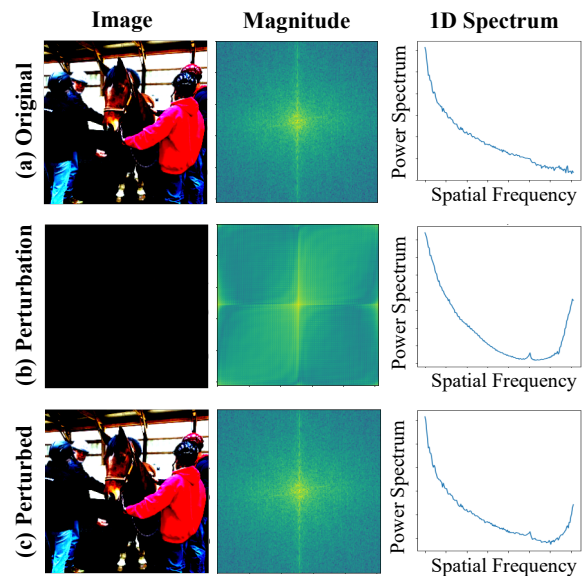 Image Magnitude 1D Spectrum
(a) Original
Power Spectrum
Spatial Frequency
(b) Perturbation
Power Spectrum
Spatial Frequency
(c) Perturbed
Power Spectrum
Spatial Frequency